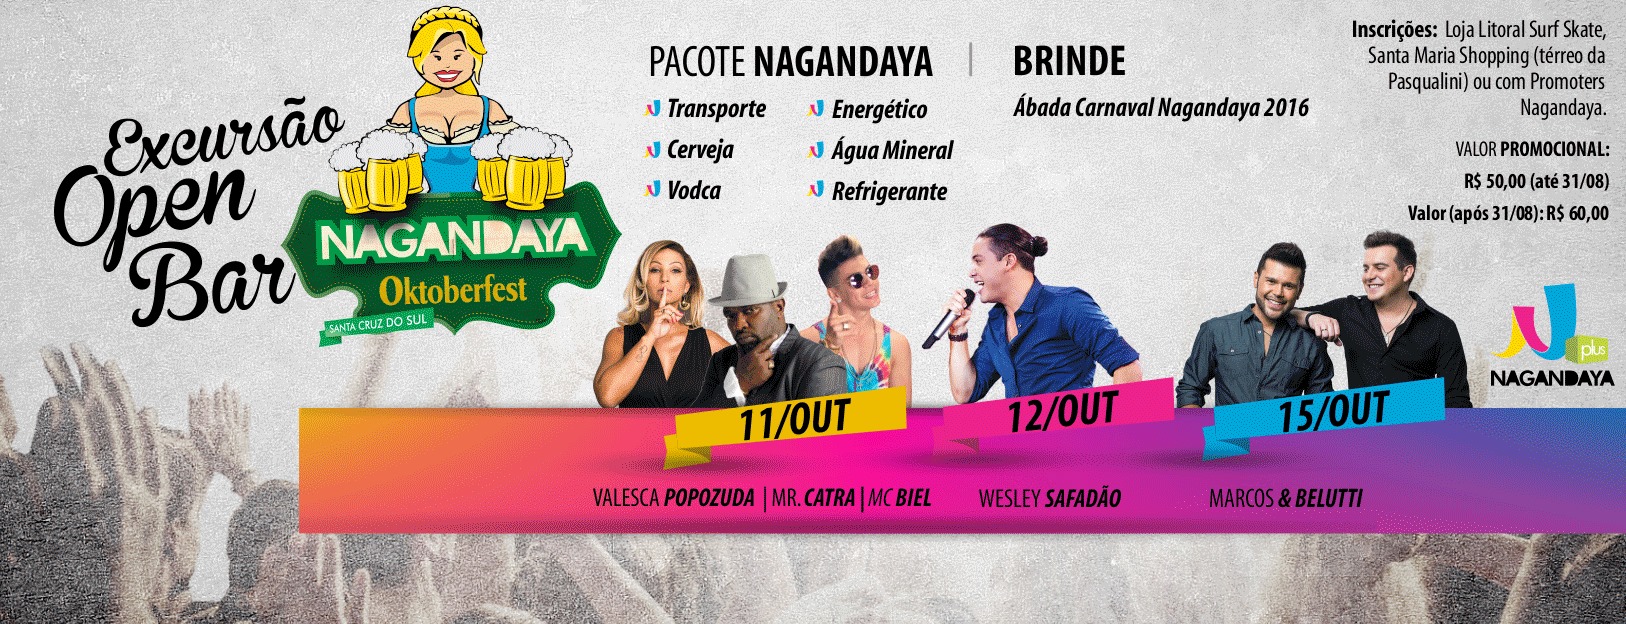 Excursão
Open
Bar
NAGANDAYA
Oktoberfest
SANTA CRUZ DO SUL
PACOTE NAGANDAYA | BRINDE
Transporte
Cerveja
Vodca
Energético
Água Mineral
Refrigerante
Ábada Carnaval Nagandaya 2016
Inscrições: Loja Litoral Surf Skate,
Santa Maria Shopping (térreo da
Pasqualini) ou com Promoters
Nagandaya.
VALOR PROMOCIONAL:
R$ 50,00 (até 31/08)
Valor (após 31/08): R$ 60,00
plus
NAGANDAYA
11/OUT
12/OUT
15/OUT
VALESCA POPOZUDA | MR. CATRA | MC BIEL
WESLEY SAFADÃO
MARCOS & BELUTTI